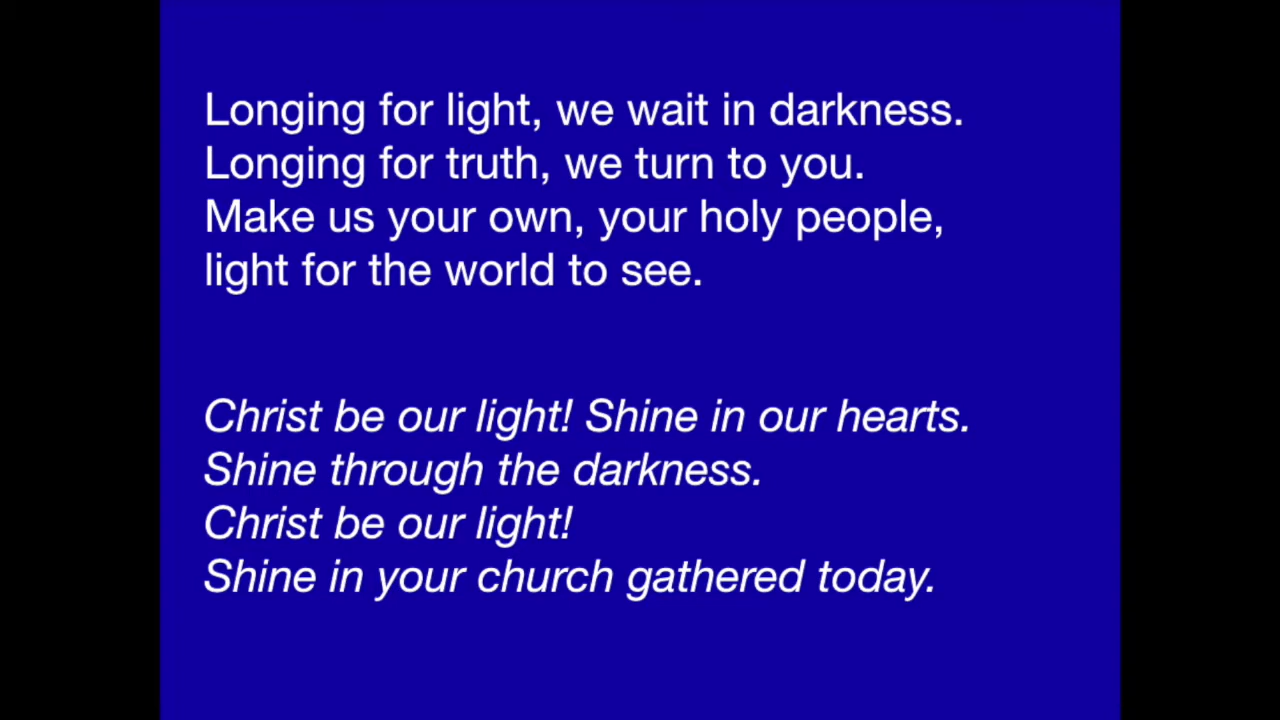 Longing for light, we wait in darkness.
Longing for truth, we turn to you.
Make us your own, your holy people,
light for the world to see.
Christ be our light! Shine in our hearts.
Shine through the darkness.
Christ be our light!
Shine in your church gathered today.